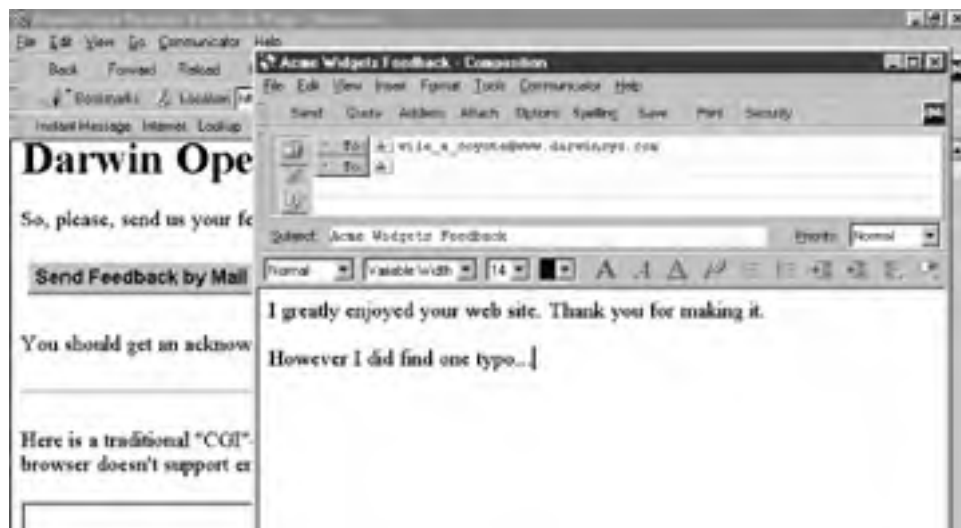 File Edit View Go Communicator Help
Back Forward Reload
Bookmarks Location
Instant Message Internet Lookup
Darwin Ope
So, please, send us your fe
Send Feedback by Mail
You should get an acknow
Here is a traditional "CGI"-
browser doesn't support er
Acme Widgets Feedback - Composition
File Edit View Insert Format Tools Communicator Help
Send Quote Address Attach Options Spelling Save Print Security
To: wile_e_coyote@www.darwinsys.com
To:
Subject: Acme Widgets Feedback Priority: Normal
Normal Variable Width 14
I greatly enjoyed your web site. Thank you for making it.
However I did find one typo...